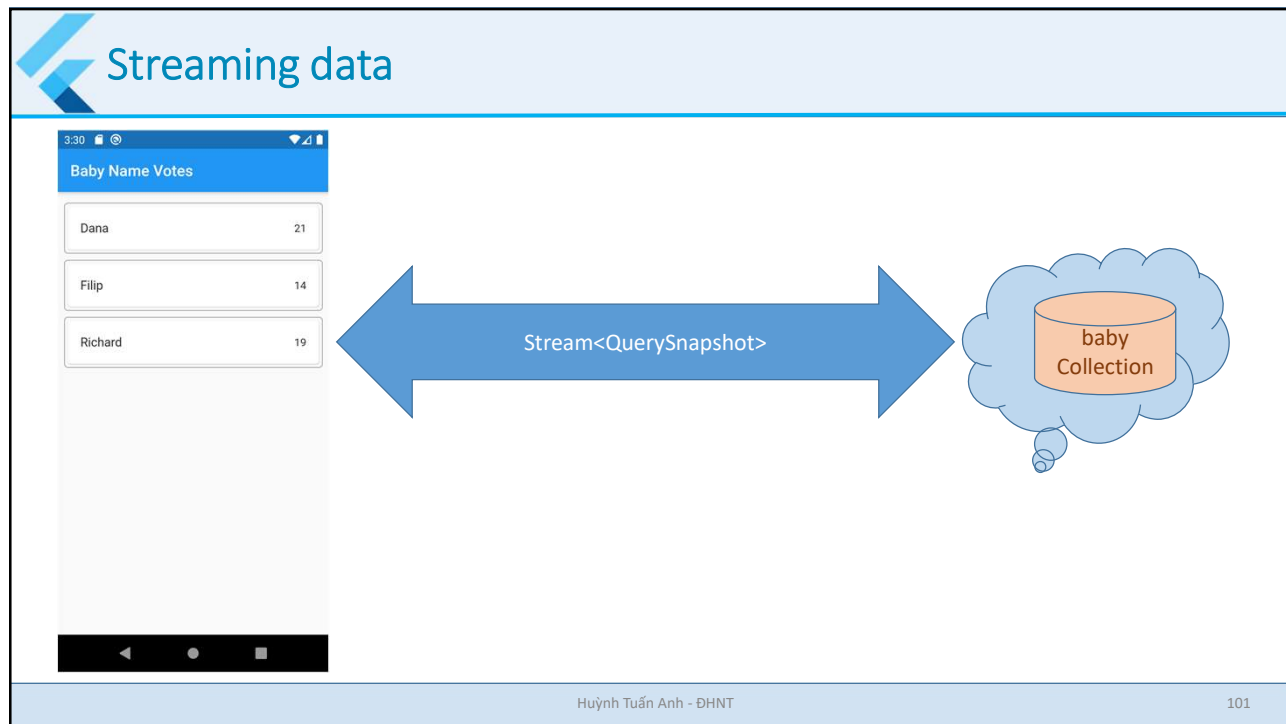 Streaming data
3:30
Baby Name Votes
Dana 21
Filip 14
Richard 19
Stream<QuerySnapshot>
baby
Collection
Huỳnh Tuấn Anh - ĐHNT
101